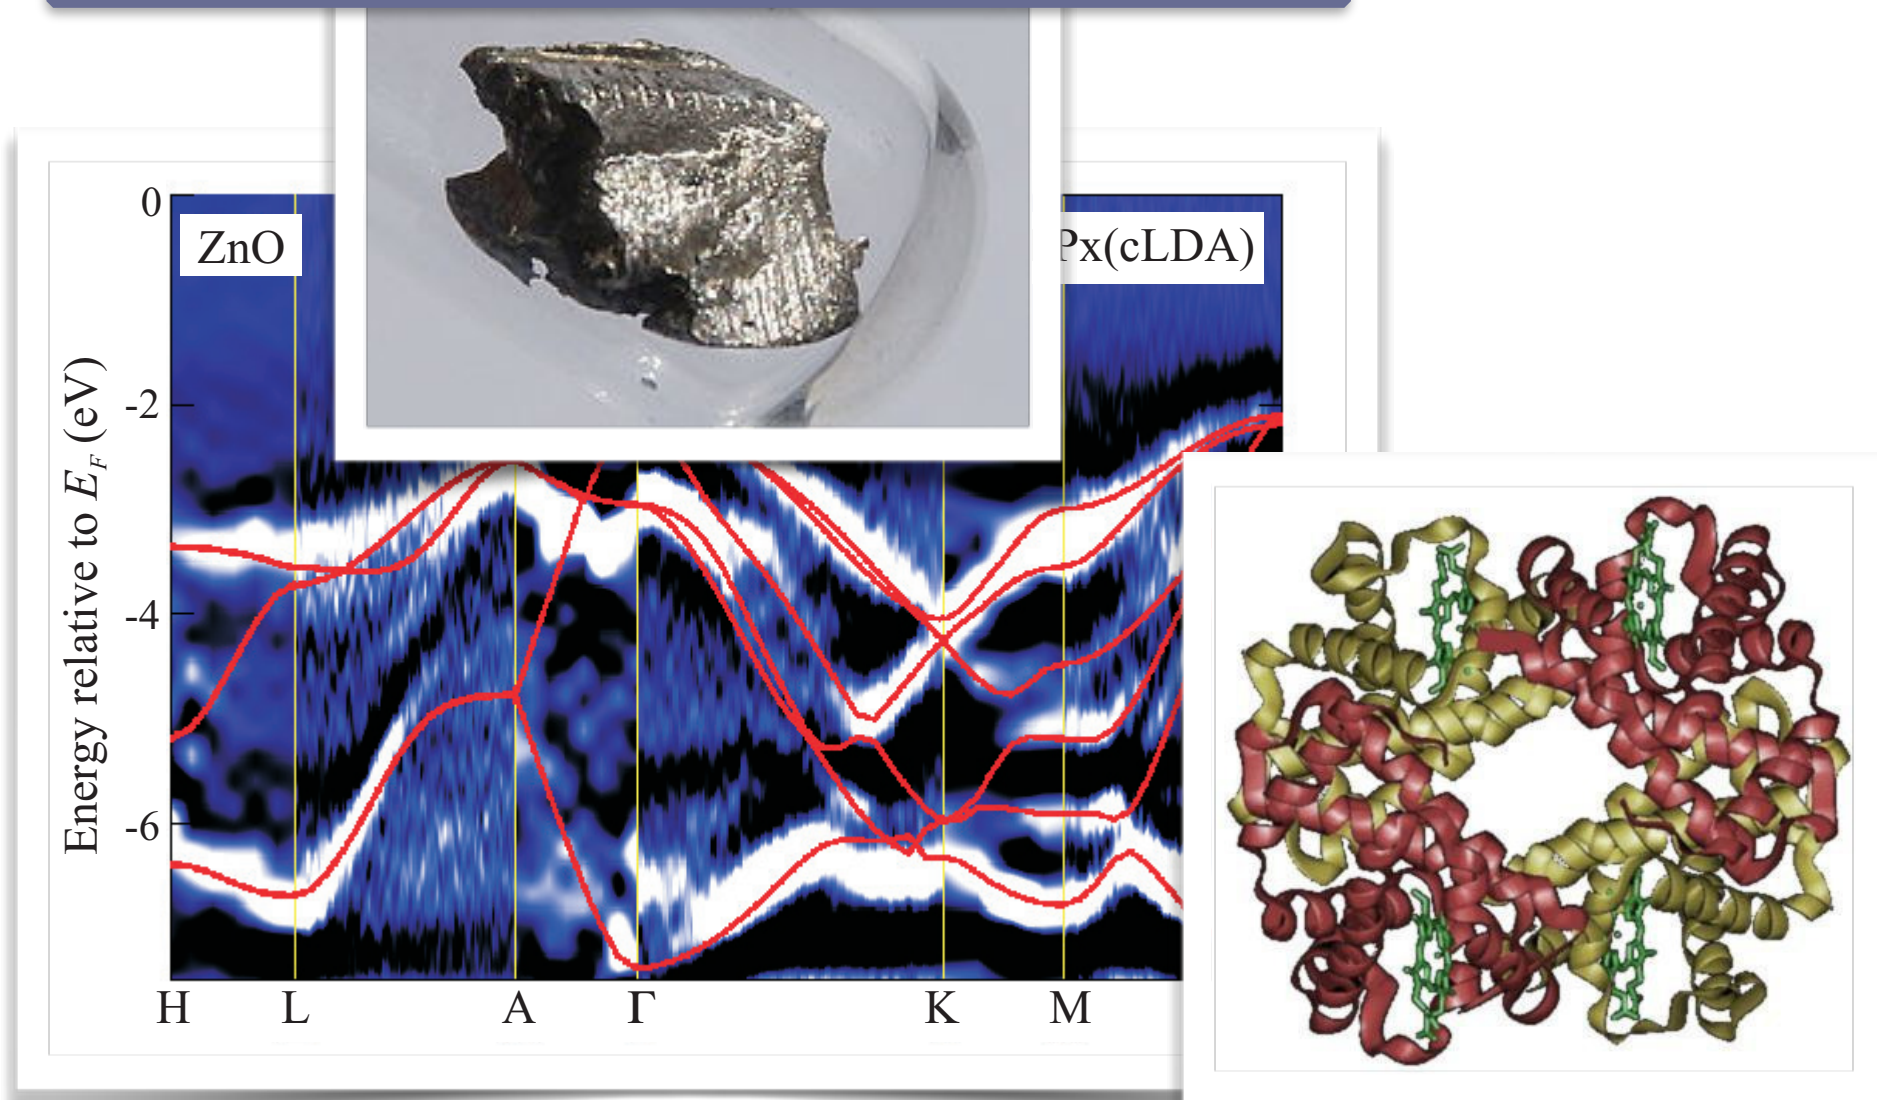 0
ZnO
Px(cLDA)
-2
-4
-6
Energy relative to E_F (eV)
H L A Γ K M